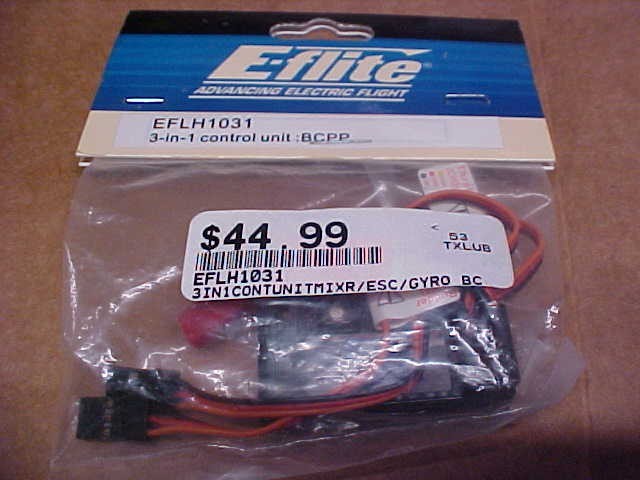 E-flite®
ADVANCING ELECTRIC FLIGHT
EFLH1031
3-in-1 control unit :BCPP
$44.99
< 53
TXLUB
EFLH1031
3IN1CONTUNITMIXR/ESC/GYRO BC